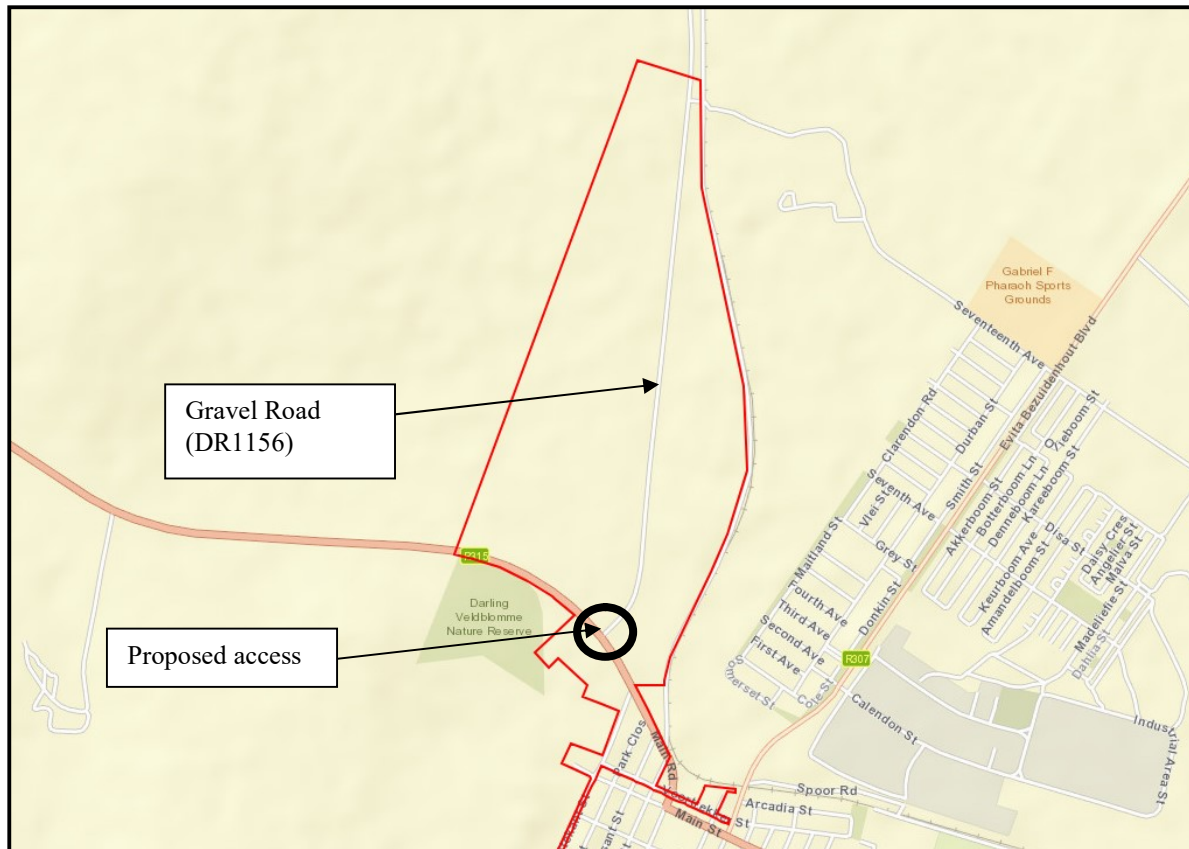 Gabriel F
Pharaoh Sports
Grounds
Seventeenth Ave
Evita Bezuidenhout Blvd
Clarendon Rd
Durban St
Gravel Road
(DR1156)
Smith St
Seventh Ave
Vlei St
Maitland St
Grey St
Akkerboom St
Botterboom Ln
Denneboom Ln
Kareeboom St
Disa St
Daisy Cres
Angelier St
Malva St
Keurboom Ave
Amandelboom St
Madeliefie St
Dahlia St
R315
Darling
Veldblomme
Nature Reserve
Fourth Ave
Third Ave
Second Ave
First Ave
Donkin St
R307
Proposed access
Somerset St
Cole St
Calendon St
Industrial Area St
Park Clos
Main Rd
Spoor Rd
Arcadia St
Main St